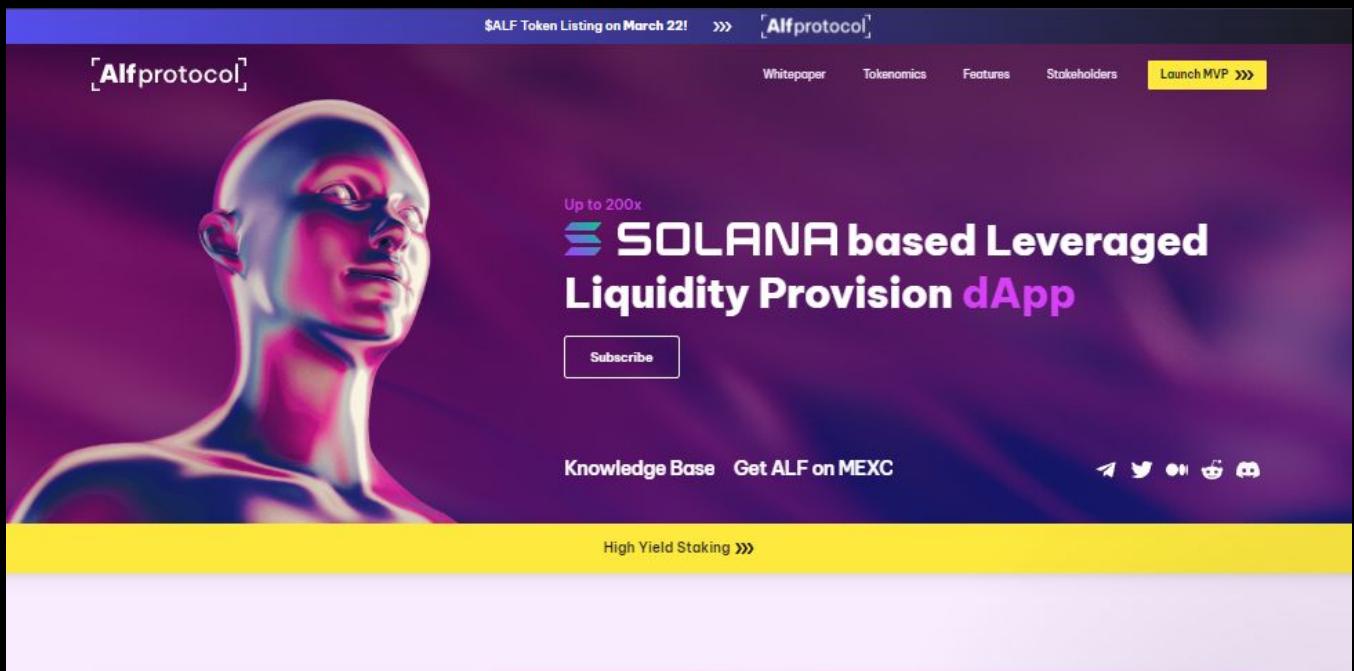 $ALF Token Listing on March 22! >>> [Alfprotocol]
[Alfprotocol]
Whitepaper Tokenomics Features Stakeholders Launch MVP >>>
Up to 200x
SOLANA based Leveraged
Liquidity Provision dApp
Subscribe
Knowledge Base Get ALF on MEXC
High Yield Staking >>>